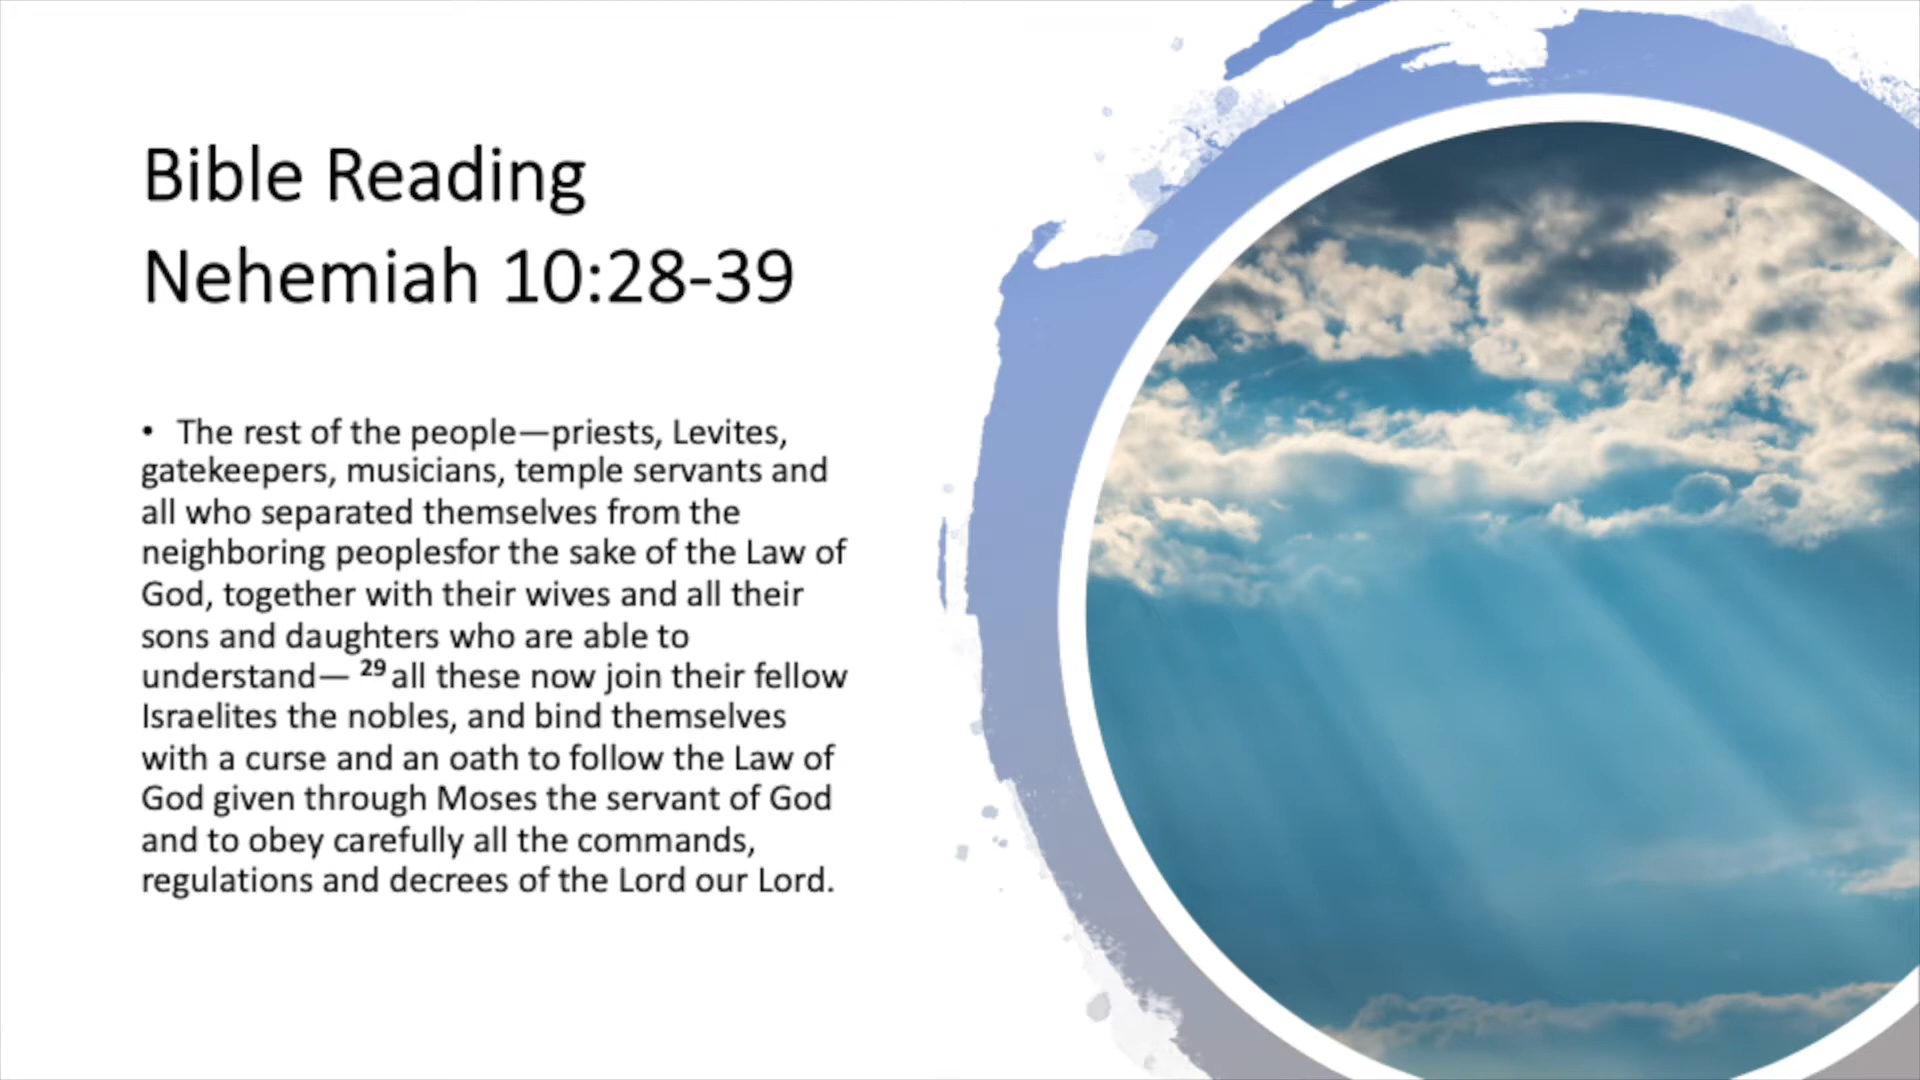 Bible Reading
Nehemiah 10:28-39
• The rest of the people—priests, Levites,
gatekeepers, musicians, temple servants and
all who separated themselves from the
neighboring peoplesfor the sake of the Law of
God, together with their wives and all their
sons and daughters who are able to
understand— 29 all these now join their fellow
Israelites the nobles, and bind themselves
with a curse and an oath to follow the Law of
God given through Moses the servant of God
and to obey carefully all the commands,
regulations and decrees of the Lord our Lord.